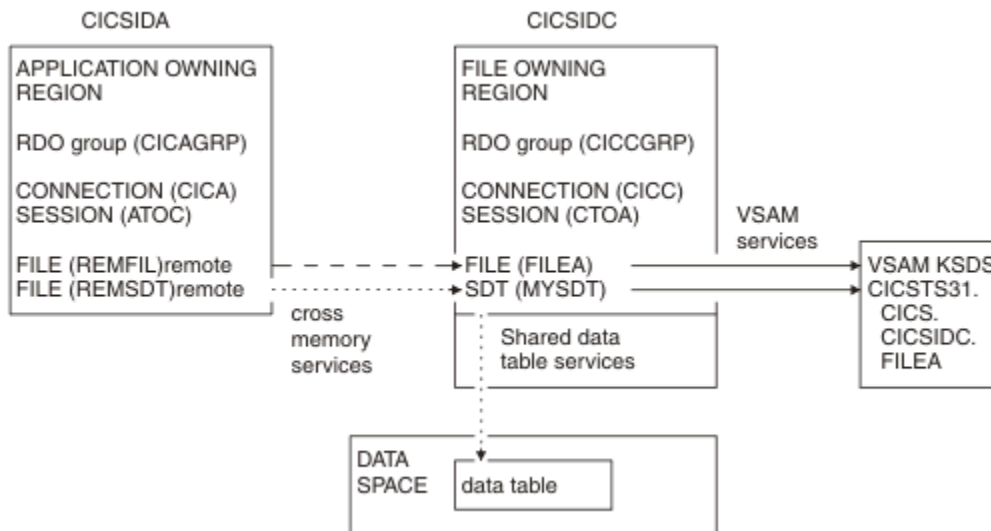 CICSIDA
APPLICATION OWNING
REGION
RDO group (CICAGRP)
CONNECTION (CICA)
SESSION (ATOC)
FILE (REMFIL)remote
FILE (REMSDT)remote
cross
memory
services
CICSIDC
FILE OWNING
REGION
RDO group (CICCGRP)
CONNECTION (CICC)
SESSION (CTOA)
FILE (FILEA)
SDT (MYSDT)
Shared data
table services
VSAM
services
VSAM KSDS
CICSTS31.
CICS.
CICSIDC.
FILEA
DATA
SPACE
data table